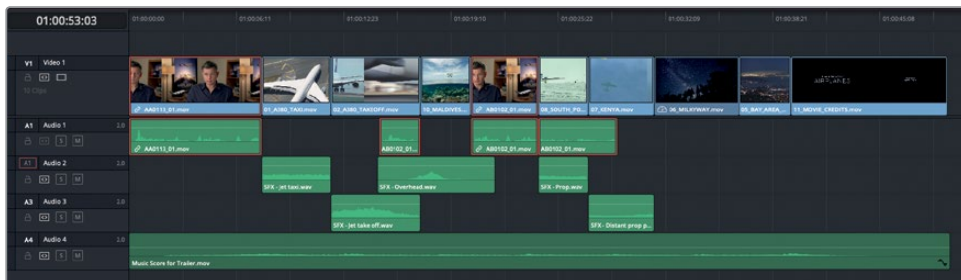 01:00:53:03
01:00:00:00
01:00:06:11
01:00:12:23
01:00:19:10
01:00:25:22
01:00:32:09
01:00:38:21
01:00:45:08
V1 Video 1
AIRPLANES
AA0113_01.mov
01_A380_TAXI.mov
02_A380_TAKEOFF.mov
10_MALDIVES...
AB0102_01.mov
08_SOUTH_PO...
07_KENYA.mov
06_MILKYWAY.mov
09_BAY_AREA_...
11_MOVIE_CREDITS.mov
A1 Audio 1 2.0
S M
AA0113_01.mov
AB0102_01...
AB0102_01.mov
AB0102_01.mov
Audio 2 2.0
S M
SFX - Jet taxi.wav
SFX - Overhead.wav
SFX - Prop.wav
A3 Audio 3 2.0
S M
SFX - Jet take off.wav
SFX - Distant prop p...
A4 Audio 4 2.0
S M
Music Score for Trailer.mov